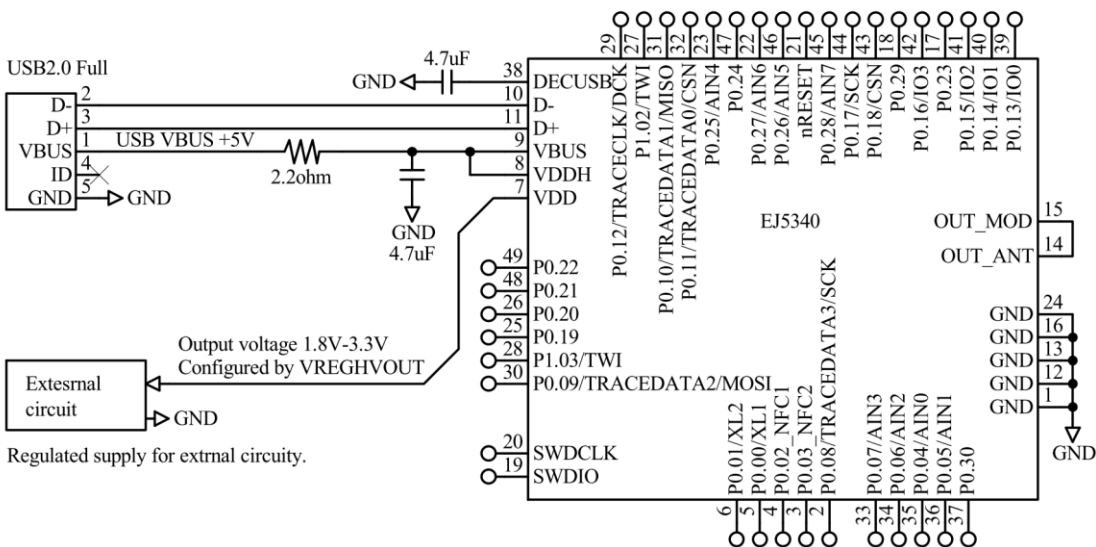 29
27
31
32
23
47
22
46
21
45
44
43
18
42
17
41
40
39
P0.12/TRACECLK/DCK
P1.02/TWI
P0.10/TRACEDATA1/MISO
P0.11/TRACEDATA0/CSN
P0.25/AIN4
P0.24
P0.27/AIN6
P0.26/AIN5
nRESET
P0.28/AIN7
P0.17/SCK
P0.18/CSN
P0.29
P0.16/IO3
P0.23
P0.15/IO2
P0.14/IO1
P0.13/IO0
USB2.0 Full
D- 2
D+ 3
VBUS 1
ID 4
GND 5
GND
USB VBUS +5V
2.2ohm
GND
4.7uF
GND
4.7uF
38 DECUSB
10 D-
11 D+
9 VBUS
8 VDDH
7 VDD
EJ5340
OUT_MOD 15
OUT_ANT 14
49 P0.22
48 P0.21
26 P0.20
25 P0.19
28 P1.03/TWI
30 P0.09/TRACEDATA2/MOSI
20 SWDCLK
19 SWDIO
GND 24
GND 16
GND 13
GND 12
GND 1
GND
Output voltage 1.8V-3.3V
Configured by VREGHVOUT
Extesrnal
circuit
GND
Regulated supply for extrnal circuity.
P0.01/XL2
P0.00/XL1
P0.02_NFC1
P0.03_NFC2
P0.08/TRACEDATA3/SCK
P0.07/AIN3
P0.06/AIN2
P0.04/AIN0
P0.05/AIN1
P0.30
6
5
4
3
2
33
34
35
36
37